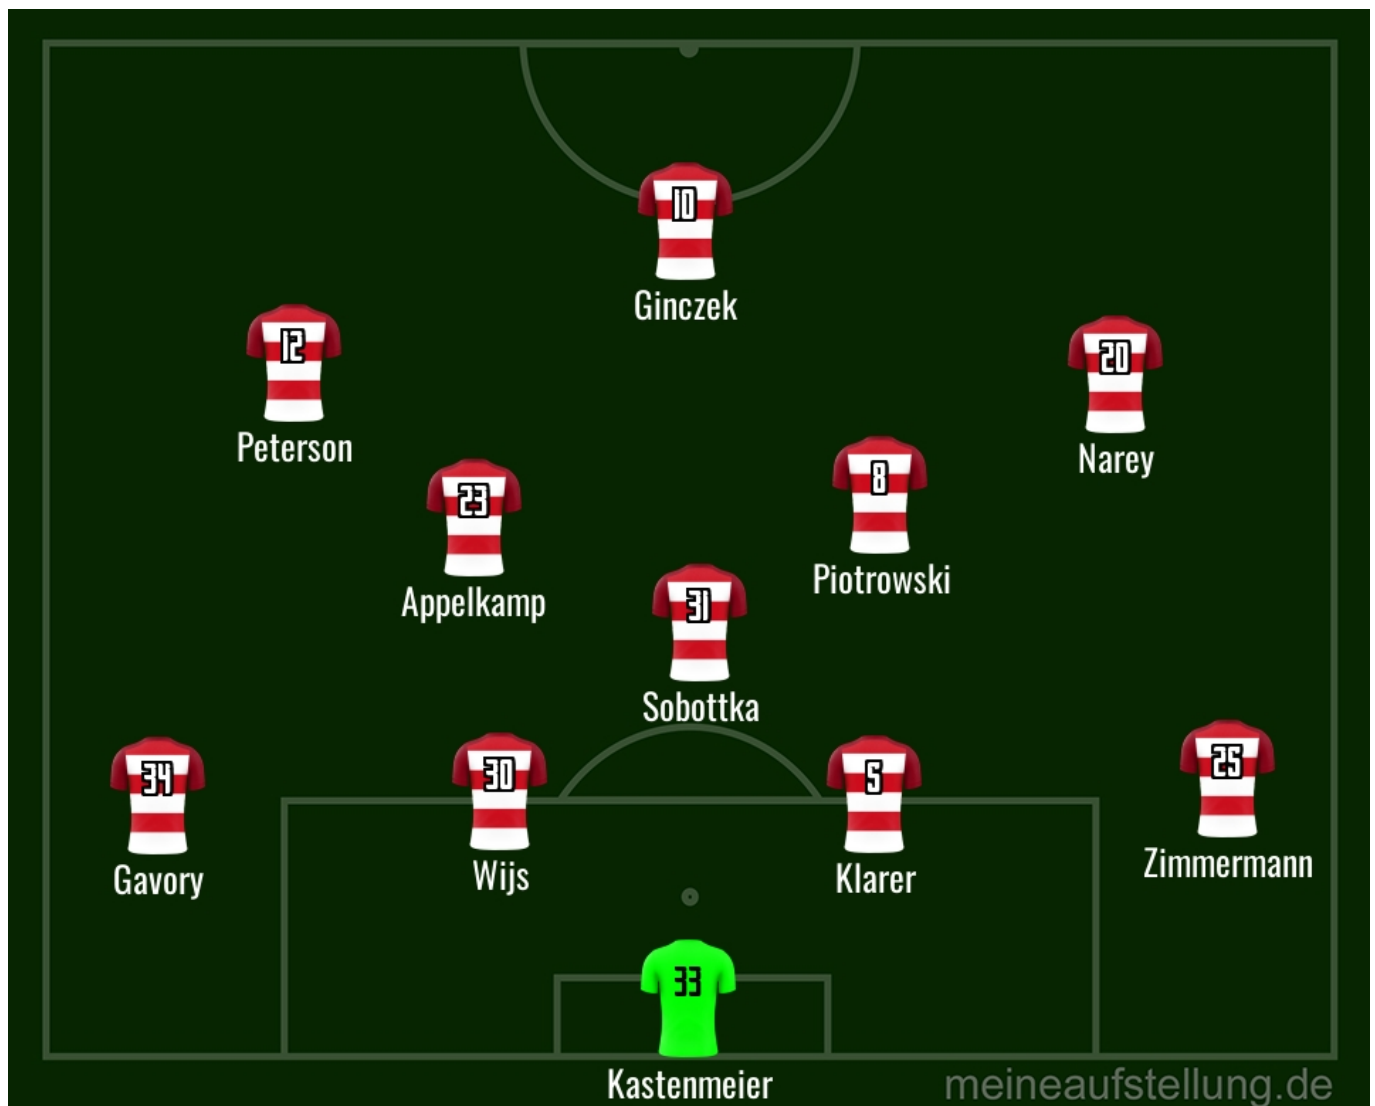 10
Ginczek
12
Peterson
20
Narey
23
Appelkamp
8
Piotrowski
31
Sobottka
34
Gavory
30
Wijs
5
Klarer
25
Zimmermann
33
Kastenmeier
meineaufstellung.de